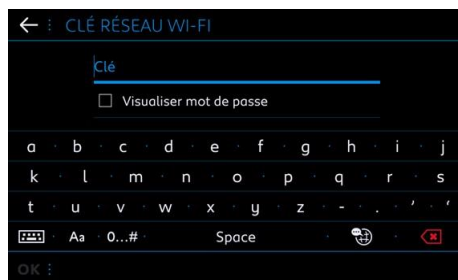 CLÉ RÉSEAU WI-FI
Clé
Visualiser mot de passe
a b c d e f g h i j
k l m n o p q r s
t u v w x y z - . ' ‘
Aa 0...# Space
OK